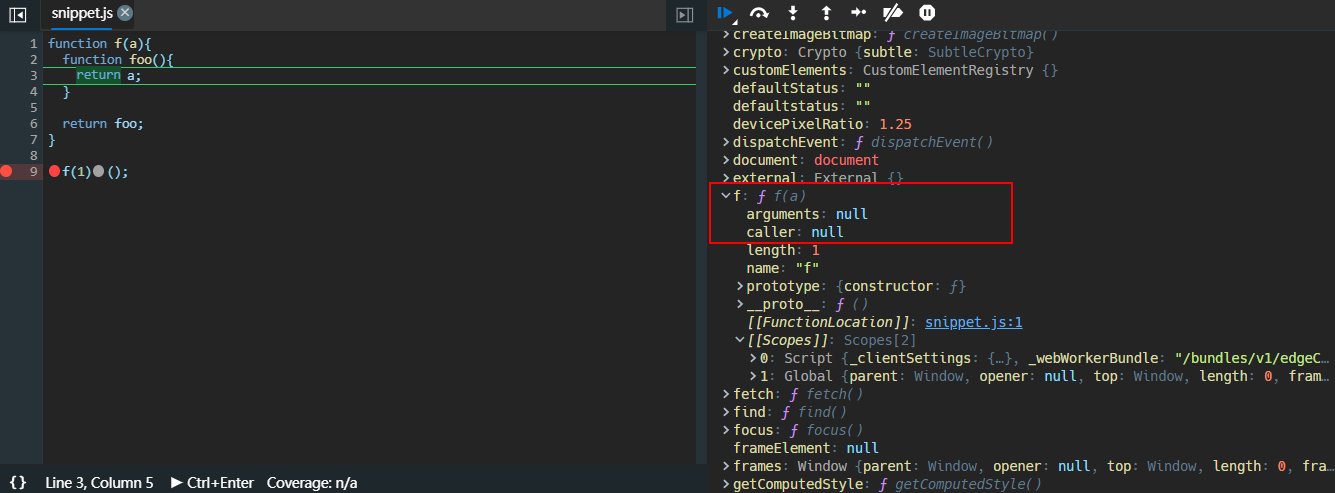 snippet.js
1 function f(a){
2 function foo(){
3 return a;
4 }
5
6 return foo;
7 }
8
9 f(1)();
{} Line 3, Column 5 ▶ Ctrl+Enter Coverage: n/a
createImageBitmap: ƒ createImageBitmap()
crypto: Crypto {subtle: SubtleCrypto}
customElements: CustomElementRegistry {}
defaultStatus: ""
defaultstatus: ""
devicePixelRatio: 1.25
dispatchEvent: ƒ dispatchEvent()
document: document
external: External {}
f: ƒ f(a)
arguments: null
caller: null
length: 1
name: "f"
prototype: {constructor: ƒ}
__proto__: ƒ ()
[[FunctionLocation]]: snippet.js:1
[[Scopes]]: Scopes[2]
0: Script {_clientSettings: {…}, _webWorkerBundle: "/bundles/v1/edgeC…
1: Global {parent: Window, opener: null, top: Window, length: 0, fram…
fetch: ƒ fetch()
find: ƒ find()
focus: ƒ focus()
frameElement: null
frames: Window {parent: Window, opener: null, top: Window, length: 0, fra…
getComputedStyle: ƒ getComputedStyle()